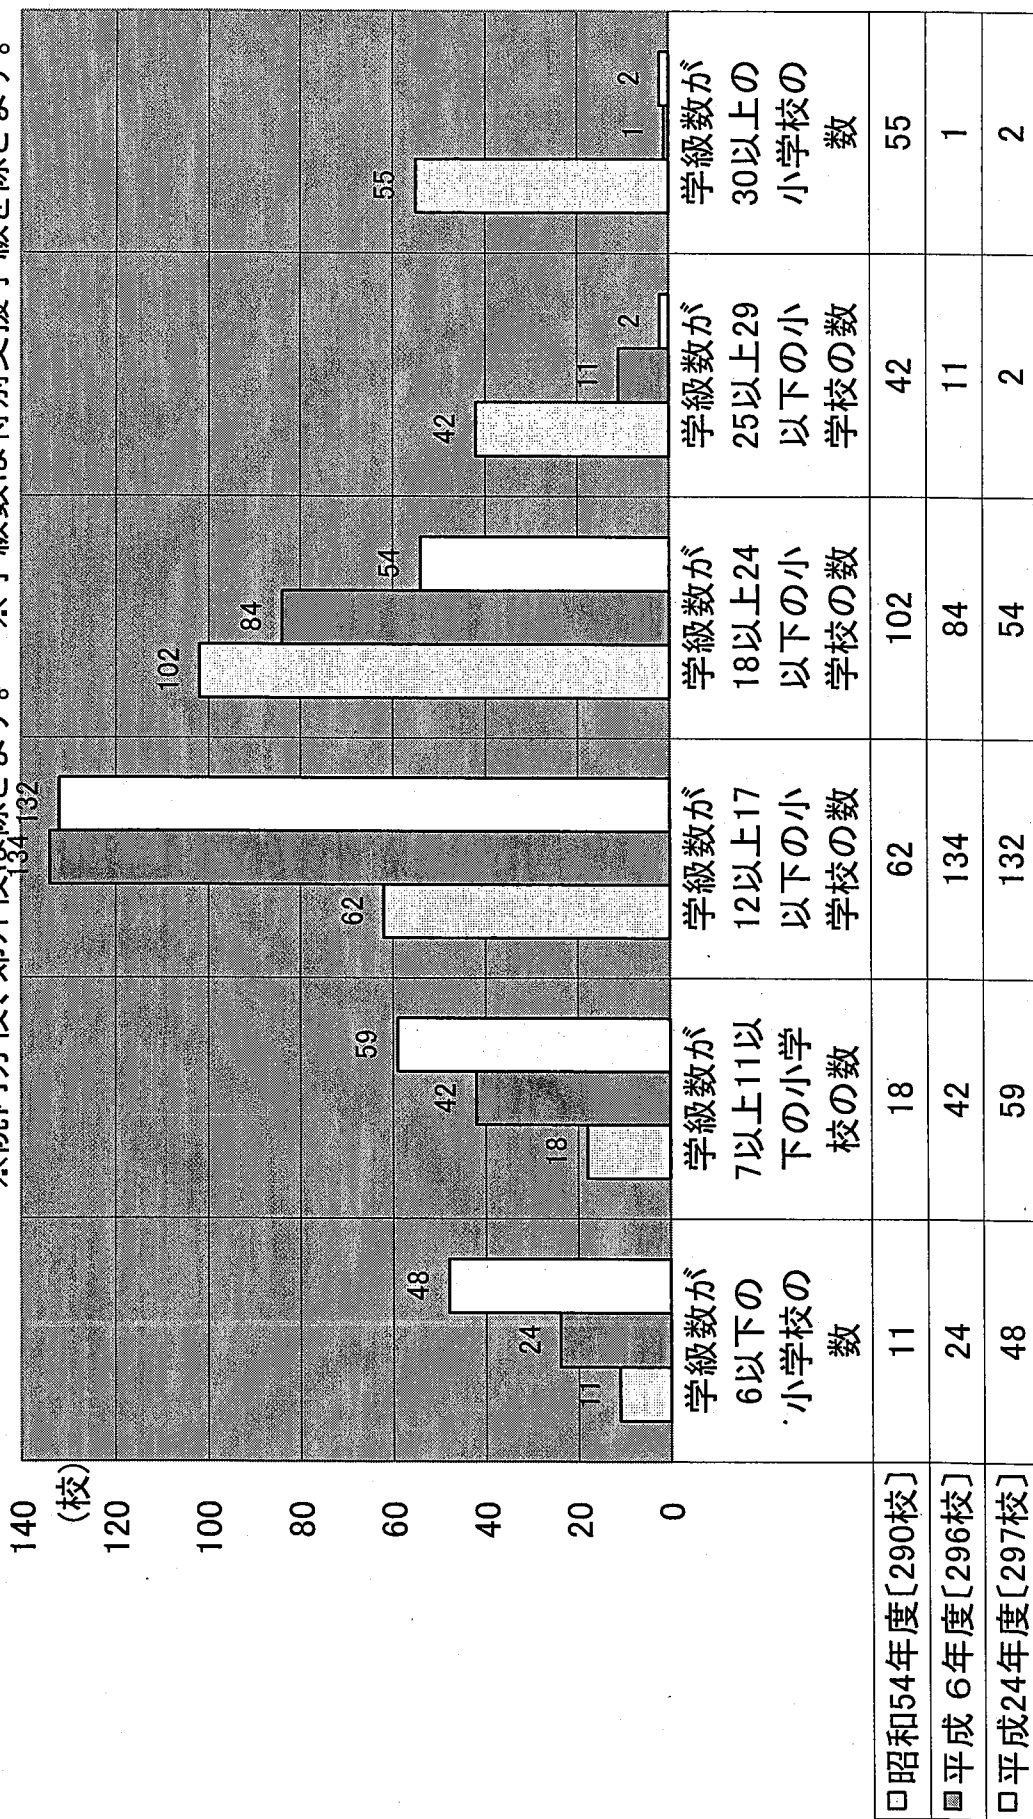 140
(校)
120
100
80
60
40
20
0
11
24
48
18
42
59
62
134
132
102
84
54
42
11
2
55
1
2
学級数が
6以下の
小学校の
数
学級数が
7以上11以
下の小学
校の数
学級数が
12以上17
以下の小
学校の数
学級数が
18以上24
以下の小
学校の数
学級数が
25以上29
以下の小
学校の数
学級数が
30以上の
小学校の
数
昭和54年度[290校] 11 18 62 102 42 55
平成 6年度[296校] 24 42 134 84 11 1
平成24年度[297校] 48 59 132 54 2 2